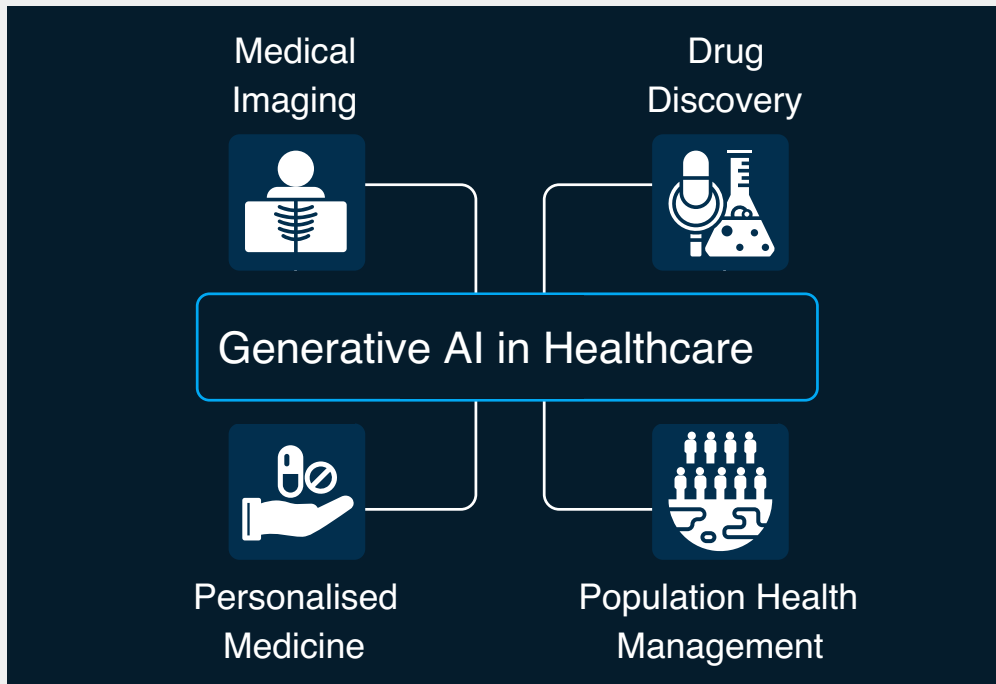 Medical
Imaging
Drug
Discovery
Generative AI in Healthcare
Personalised
Medicine
Population Health
Management